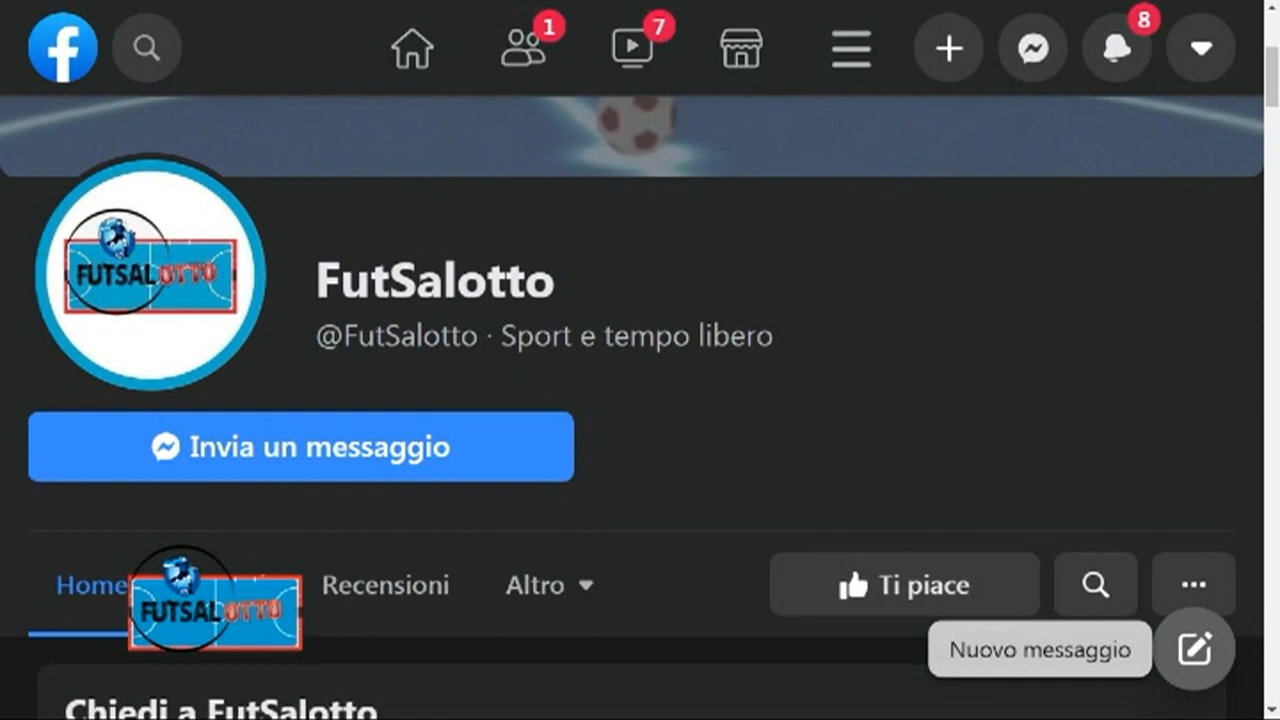 1
7
8
FUTSALOTTO
FutSalotto
@FutSalotto · Sport e tempo libero
Invia un messaggio
Home
Recensioni
Altro
Ti piace
FUTSALOTTO
Nuovo messaggio
Chiedi a FutSalotto